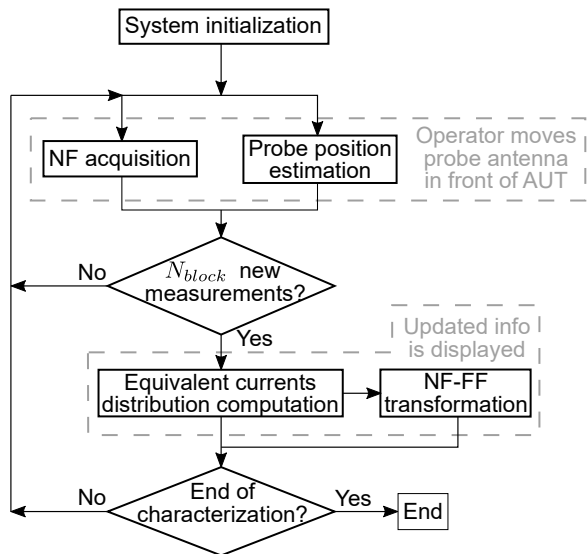 System initialization
NF acquisition
Probe position
estimation
Operator moves
probe antenna
in front of AUT
N_block new
measurements?
No
Yes
Updated info
is displayed
Equivalent currents
distribution computation
NF-FF
transformation
End of
characterization?
No
Yes
End